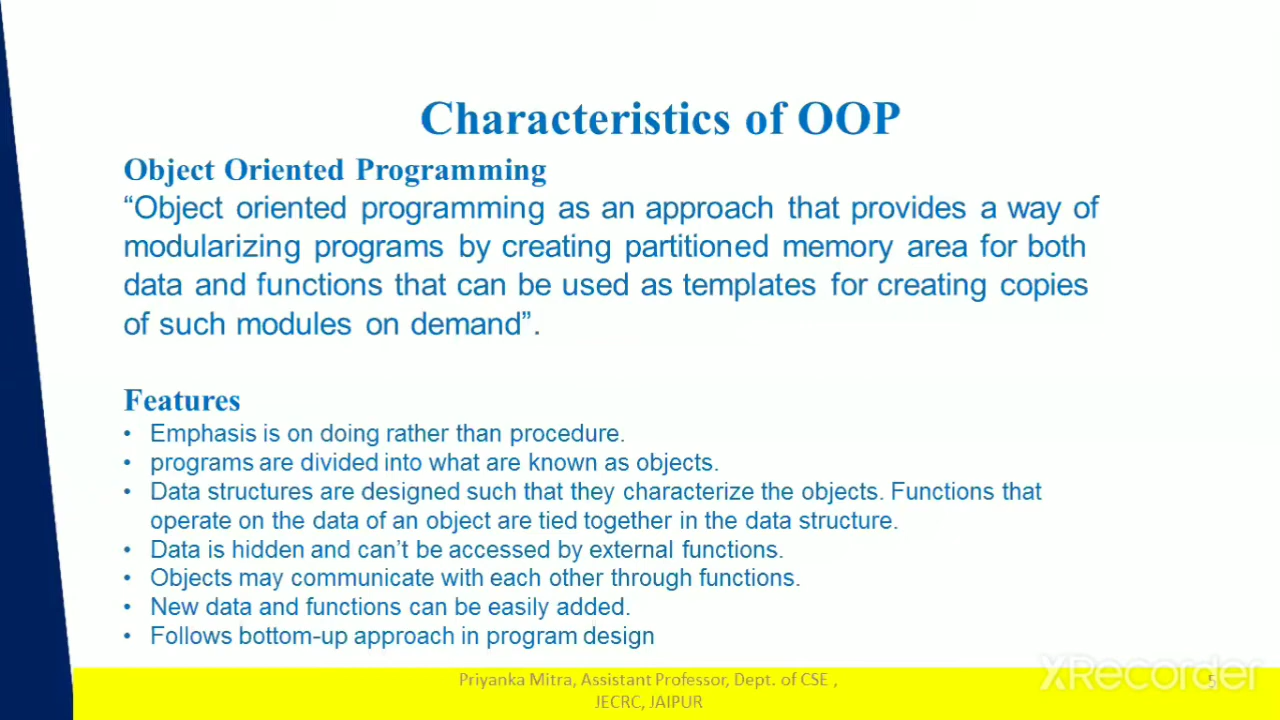 Characteristics of OOP
Object Oriented Programming
“Object oriented programming as an approach that provides a way of
modularizing programs by creating partitioned memory area for both
data and functions that can be used as templates for creating copies
of such modules on demand”.
Features
• Emphasis is on doing rather than procedure.
• programs are divided into what are known as objects.
• Data structures are designed such that they characterize the objects. Functions that
operate on the data of an object are tied together in the data structure.
• Data is hidden and can’t be accessed by external functions.
• Objects may communicate with each other through functions.
• New data and functions can be easily added.
• Follows bottom-up approach in program design
Priyanka Mitra, Assistant Professor, Dept. of CSE ,
JECRC, JAIPUR
5
XRecorder